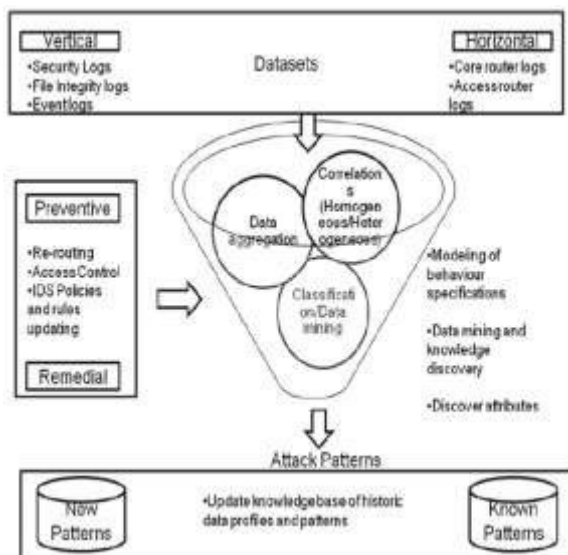 Vertical
•Security Logs
•File Integrity logs
•Event logs
Datasets
Horizontal
•Core router logs
•Access router
logs
Preventive
•Re-routing
•Access Control
•IDS Policies
and rules
updating
Remedial
Data
aggregation
Correlation
s
(Homogen
eous/Heter
ogeneous)
Classificati
on/Data
mining
•Modeling of
behaviour
specifications
•Data mining and
knowledge
discovery
•Discover attributes
Attack Patterns
New
Patterns
•Update knowledge base of historic
data profiles and patterns
Known
Patterns